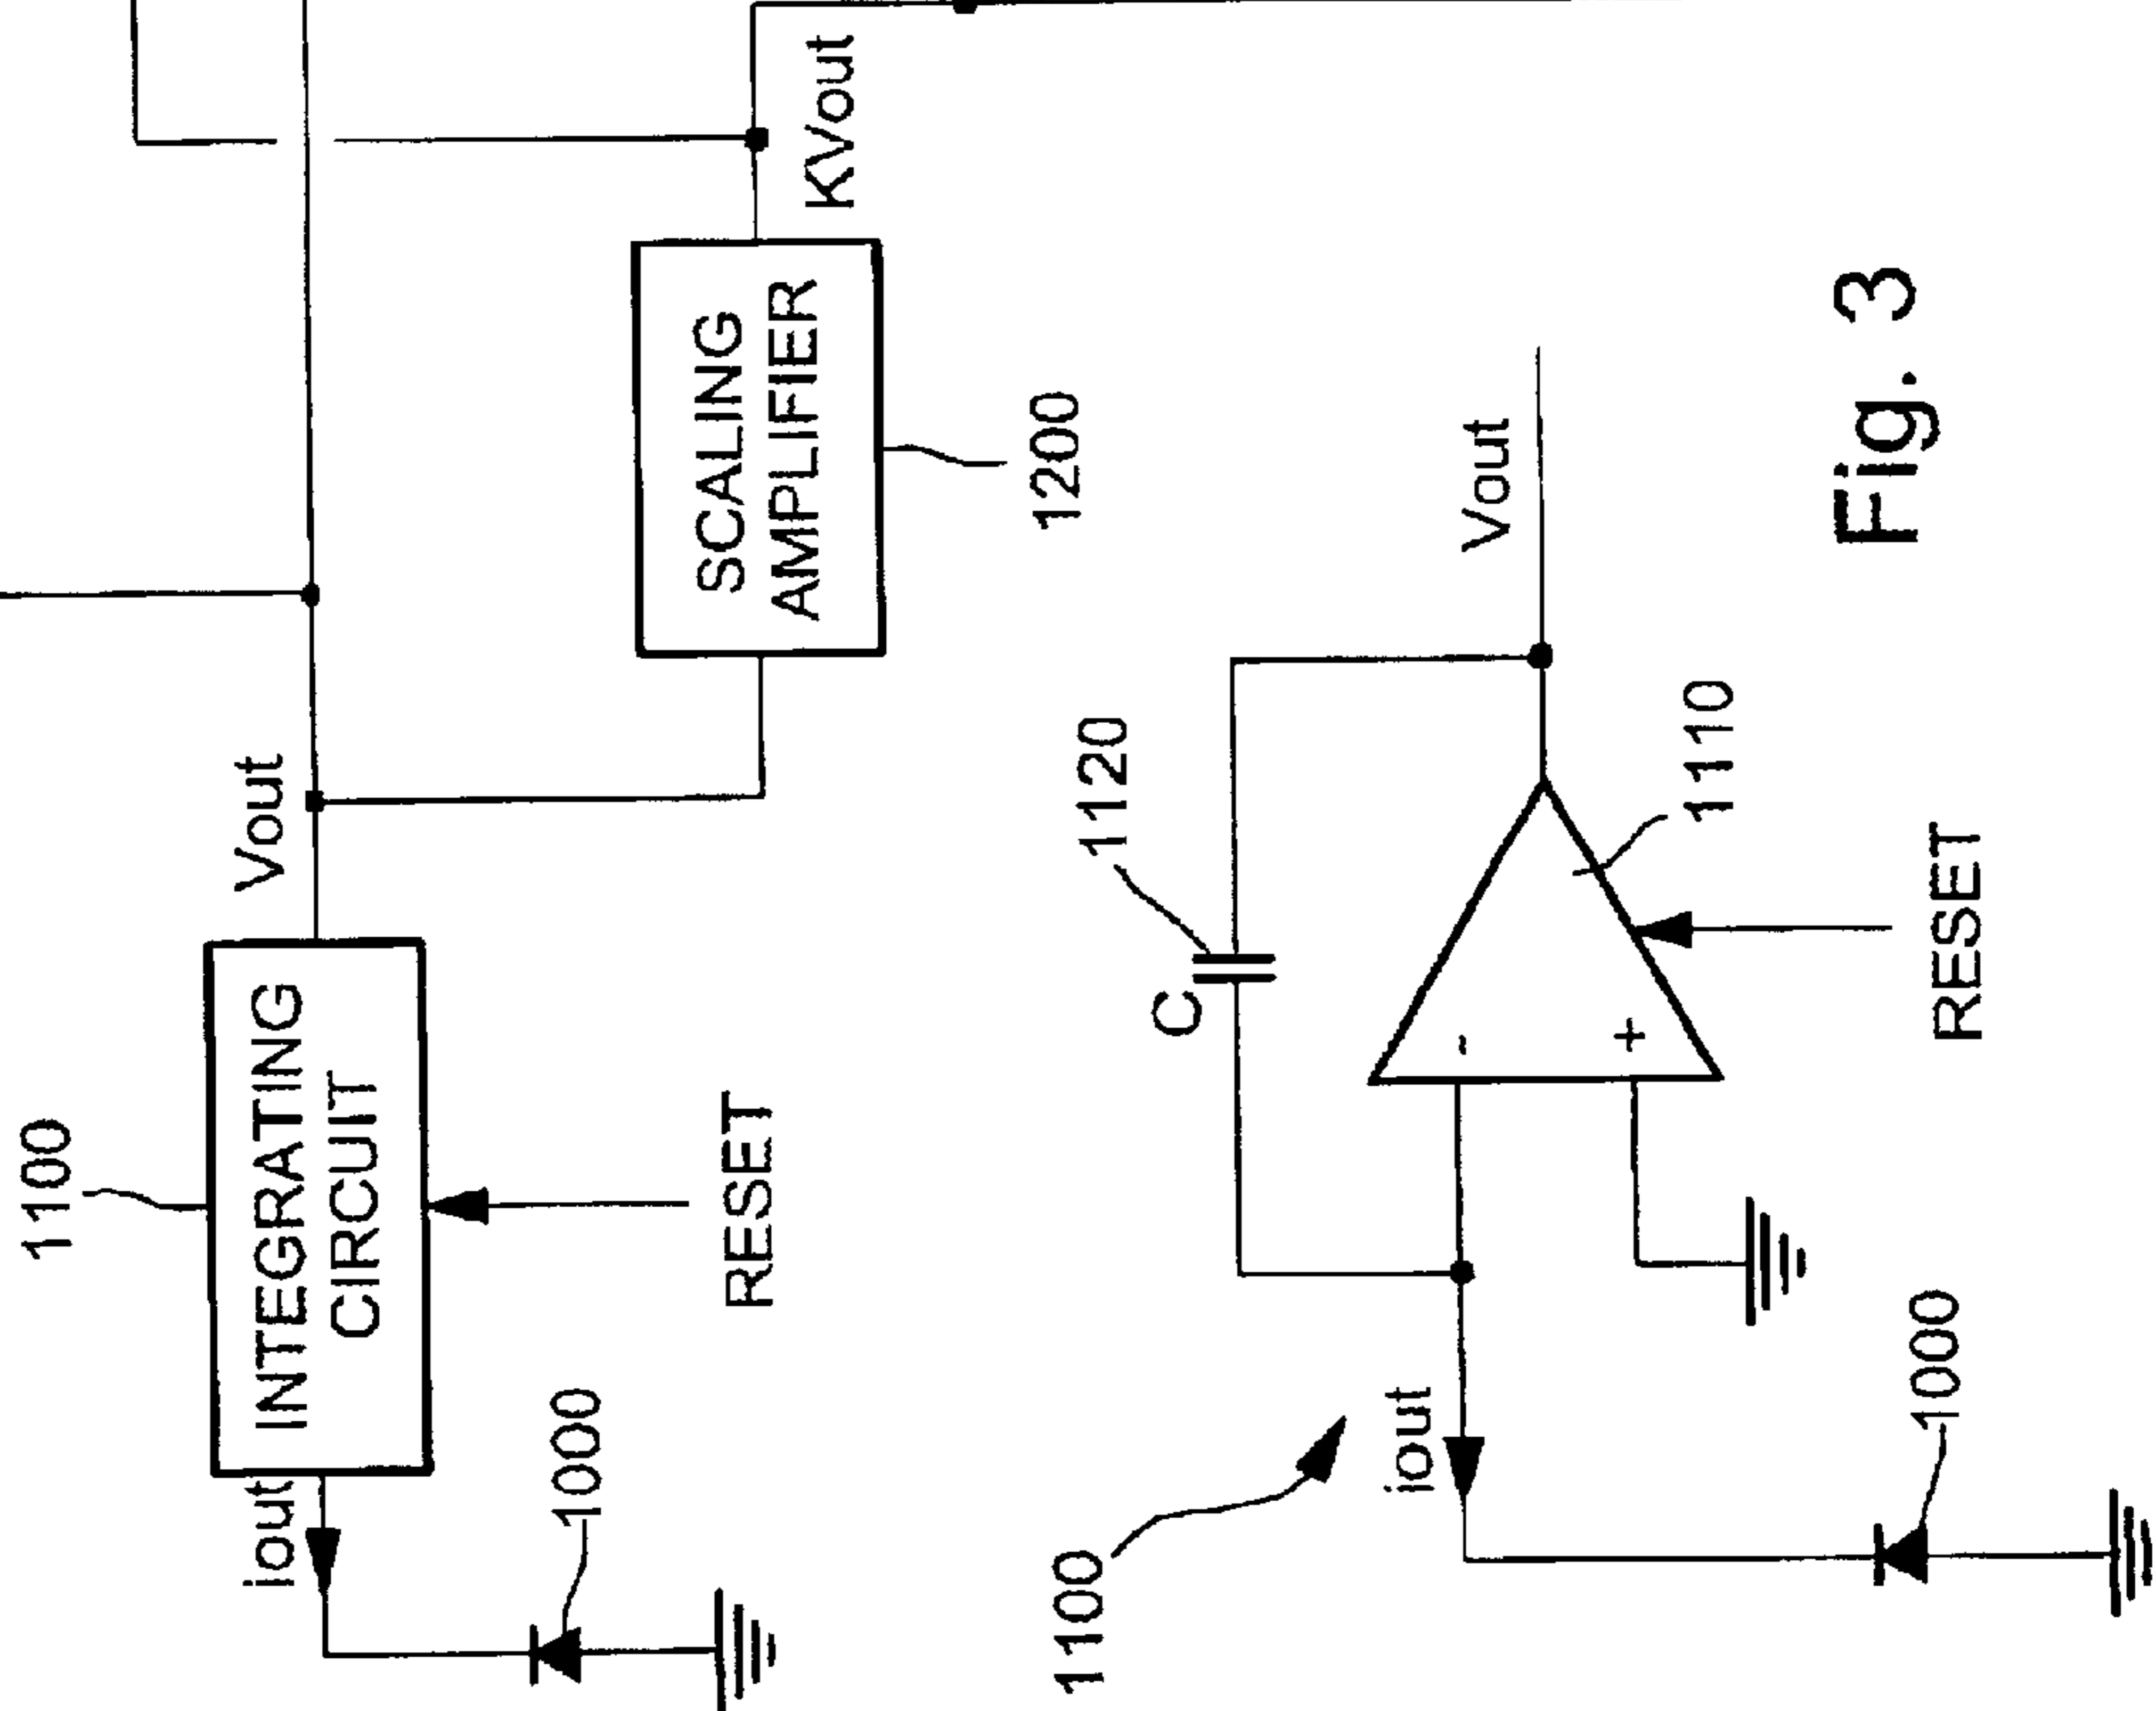 1100
INTEGRATING
CIRCUIT
Vout
iout
1000
RESET
SCALING
AMPLIFIER
KVout
1200
1100
iout
1000
C
1120
-
+
1110
RESET
Vout
Fig. 3